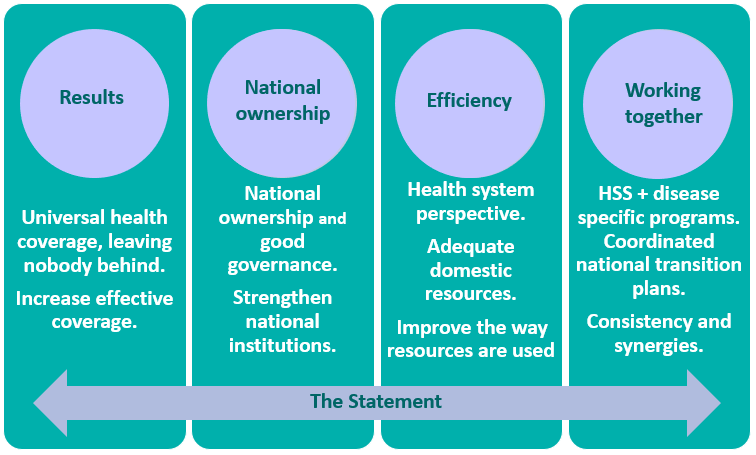 Results
Universal health
coverage, leaving
nobody behind.
Increase effective
coverage.
National
ownership
National
ownership and
good
governance.
Strengthen
national
institutions.
Efficiency
Health system
perspective.
Adequate
domestic
resources.
Improve the way
resources are used
Working
together
HSS + disease
specific programs.
Coordinated
national transition
plans.
Consistency and
synergies.
The Statement